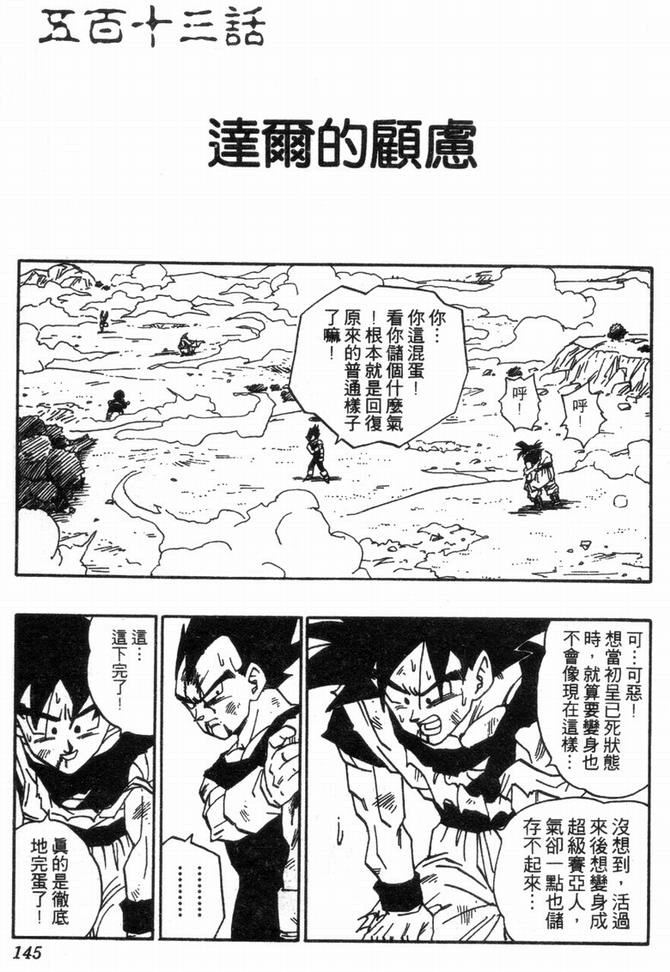 五百十三話
達爾的顧慮
你…
你這混蛋！
看你儲個什麼氣
！根本就是回復
原來的普通樣子
了嘛！
呼！
呼！
可…可惡！
想當初呈已死狀態
時，就算要變身也
不會像現在這樣…
沒想到，活過
來後想變身成
超級賽亞人，
氣卻一點也儲
存不起來…
…………
這…
這下完了！
真的是徹底
地完蛋了！
145